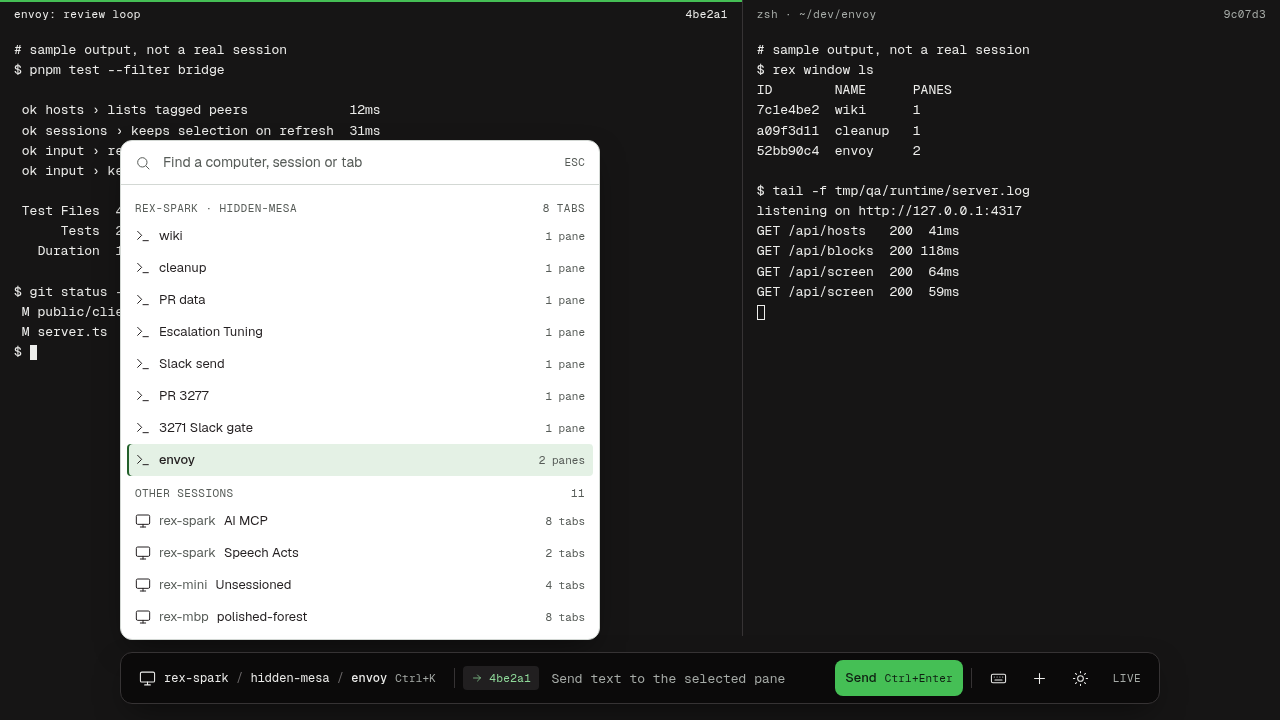 envoy: review loop 4be2a1
# sample output, not a real session
$ pnpm test --filter bridge
ok hosts › lists tagged peers 12ms
ok sessions › keeps selection on refresh 31ms
ok input ›
ok input ›
Test Files
Tests
Duration
$ git status
M
M server.ts
$
zsh · ~/dev/envoy 9c07d3
# sample output, not a real session
$ rex window ls
ID NAME PANES
7c1e4be2 wiki 1
a09f3d11 cleanup 1
52bb90c4 envoy 2
$ tail -f tmp/qa/runtime/server.log
listening on http://127.0.0.1:4317
GET /api/hosts 200 41ms
GET /api/blocks 200 118ms
GET /api/screen 200 64ms
GET /api/screen 200 59ms
Find a computer, session or tab ESC
REX-SPARK · HIDDEN-MESA 8 TABS
wiki 1 pane
cleanup 1 pane
PR data 1 pane
Escalation Tuning 1 pane
Slack send 1 pane
PR 3277 1 pane
3271 Slack gate 1 pane
envoy 2 panes
OTHER SESSIONS 11
rex-spark AI MCP 8 tabs
rex-spark Speech Acts 2 tabs
rex-mini Unsessioned 4 tabs
rex-mbp polished-forest 8 tabs
rex-spark / hidden-mesa / envoy Ctrl+K → 4be2a1 Send text to the selected pane Send Ctrl+Enter LIVE